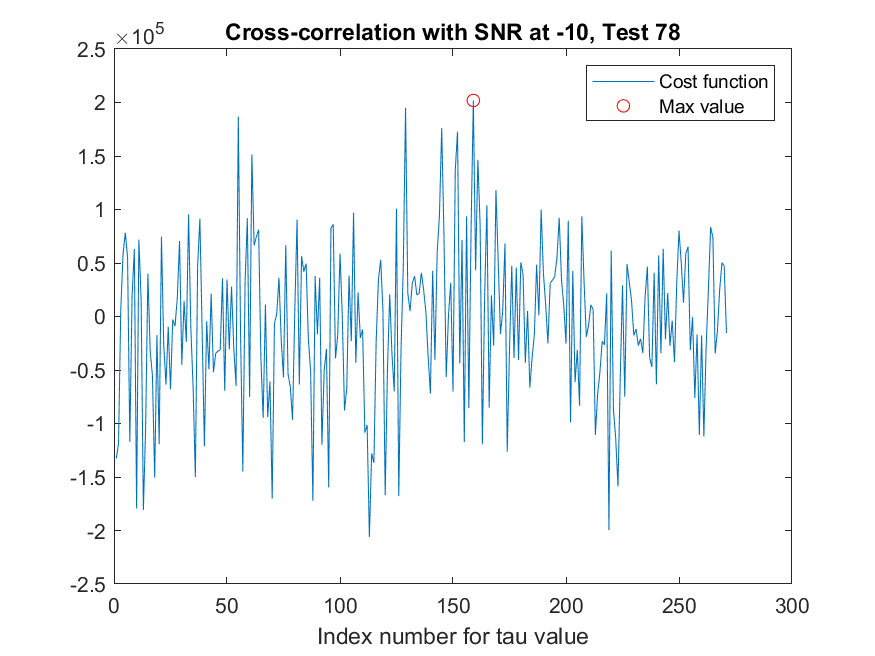 Cross-correlation with SNR at -10, Test 78
×10⁵
2.5
2
1.5
1
0.5
0
-0.5
-1
-1.5
-2
-2.5
0 50 100 150 200 250 300
Index number for tau value
Cost function
Max value